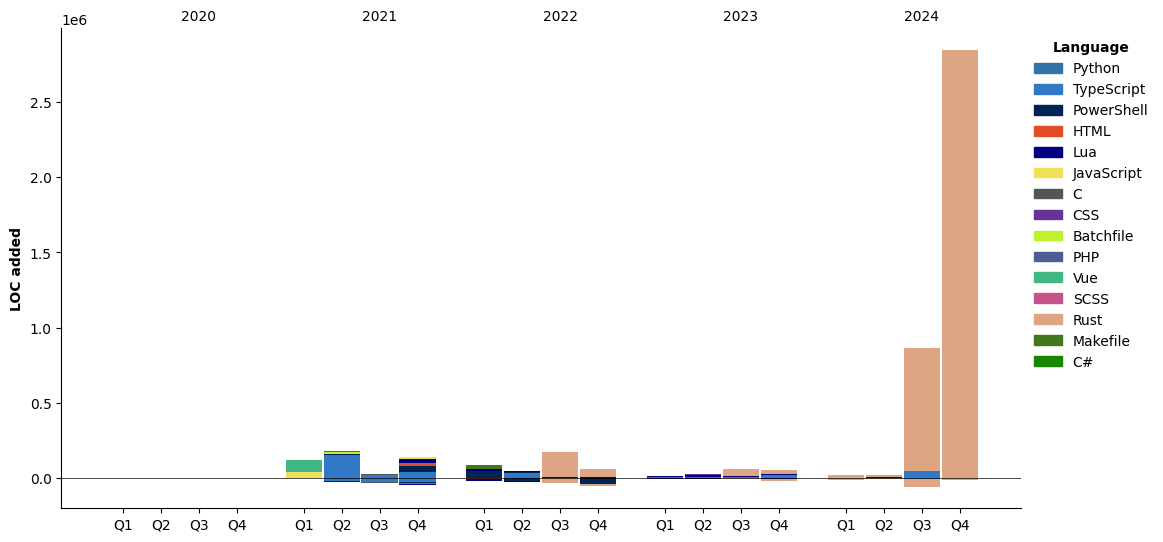 1e6
2020 2021 2022 2023 2024
LOC added
2.5
2.0
1.5
1.0
0.5
0.0
Q1 Q2 Q3 Q4 Q1 Q2 Q3 Q4 Q1 Q2 Q3 Q4 Q1 Q2 Q3 Q4 Q1 Q2 Q3 Q4
Language
Python
TypeScript
PowerShell
HTML
Lua
JavaScript
C
CSS
Batchfile
PHP
Vue
SCSS
Rust
Makefile
C#